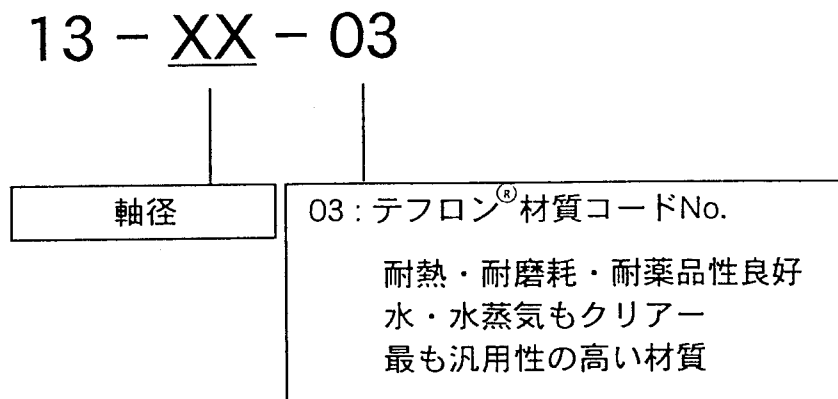 13 − XX − 03
軸径
03 : テフロン®材質コードNo.
耐熱・耐磨耗・耐薬品性良好
水・水蒸気もクリアー
最も汎用性の高い材質